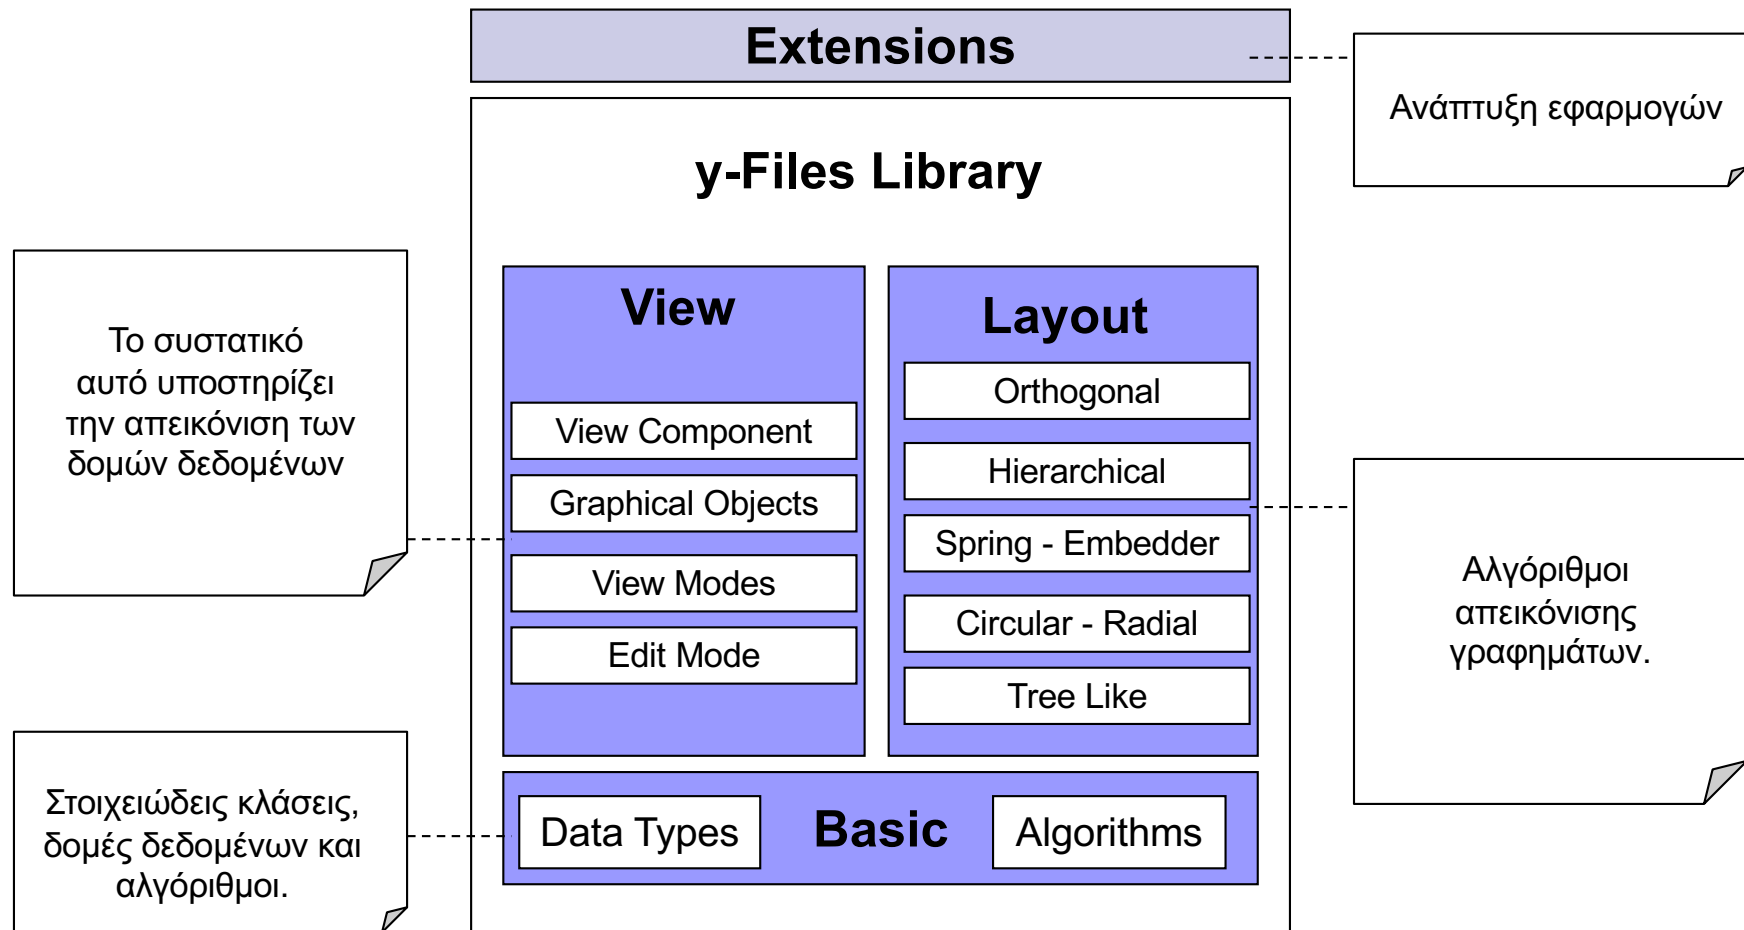 Extensions
Ανάπτυξη εφαρμογών
y-Files Library
Το συστατικό
αυτό υποστηρίζει
την απεικόνιση των
δομών δεδομένων
View
View Component
Graphical Objects
View Modes
Edit Mode
Layout
Orthogonal
Hierarchical
Spring - Embedder
Circular - Radial
Tree Like
Αλγόριθμοι
απεικόνισης
γραφημάτων.
Στοιχειώδεις κλάσεις,
δομές δεδομένων και
αλγόριθμοι.
Data Types
Basic
Algorithms